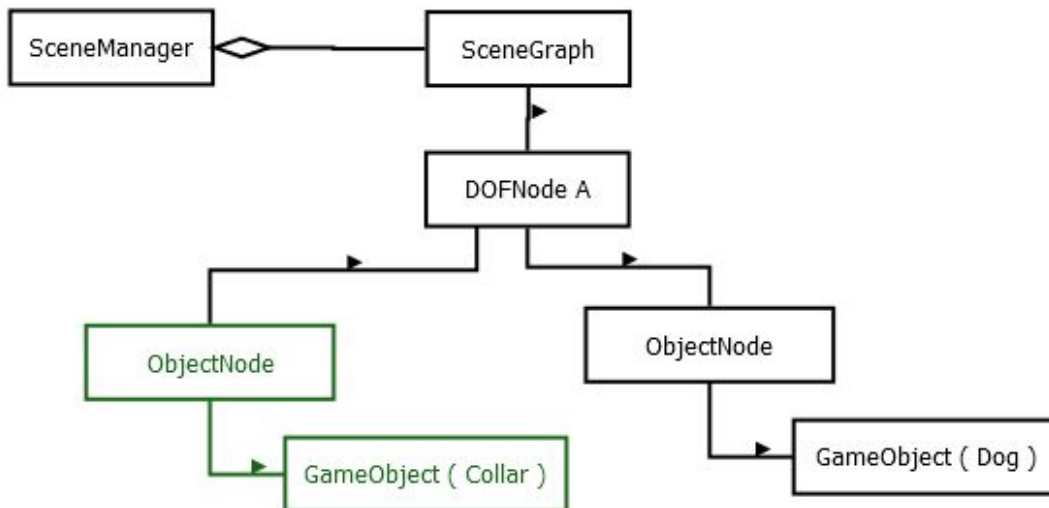 SceneManager
SceneGraph
DOFNode A
ObjectNode
ObjectNode
GameObject ( Collar )
GameObject ( Dog )